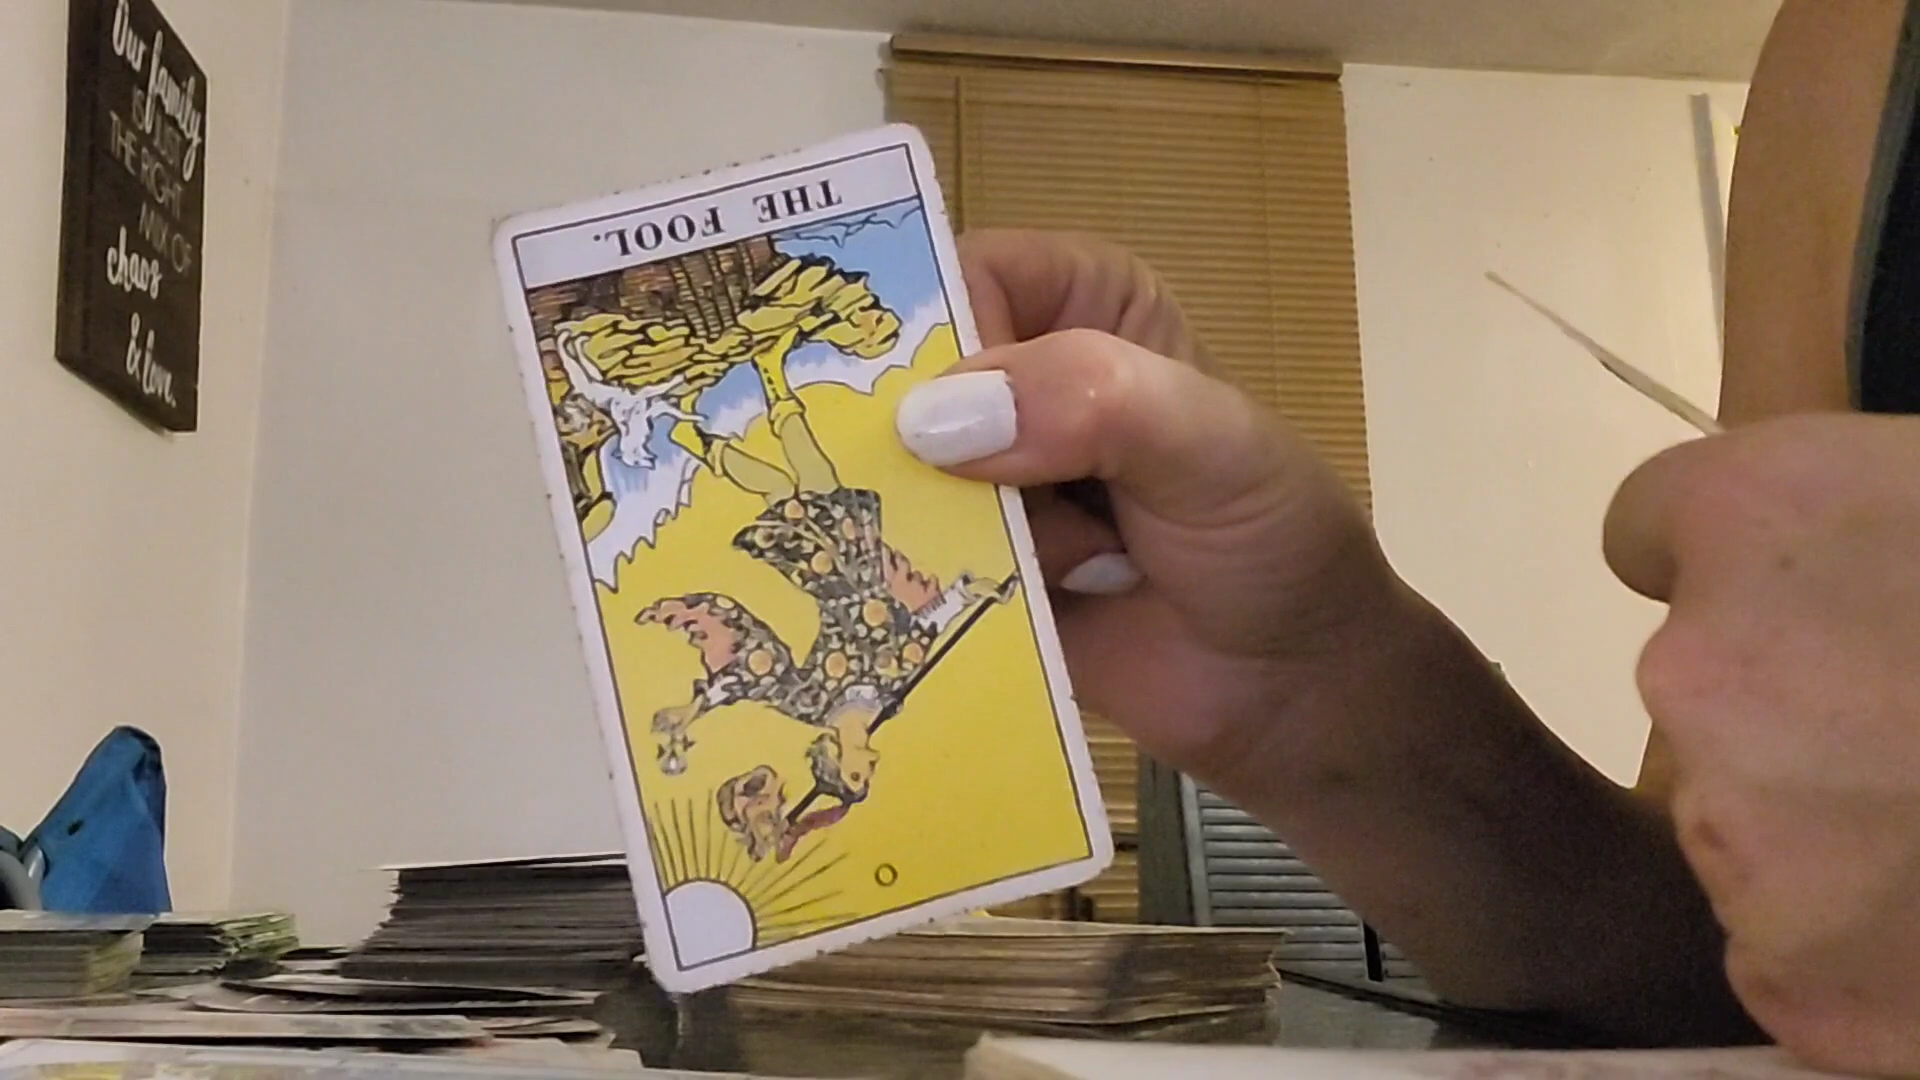 Our family
IS JUST
THE RIGHT
MIX OF
chaos
& love.
THE FOOL.
0